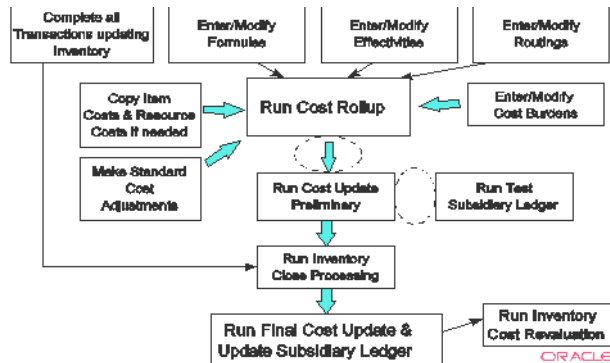 Complete all
Transactions updating
Inventory
Enter/Modify
Formulas
Enter/Modify
Effectivities
Enter/Modify
Routings
Copy Item
Costs & Resource
Costs if needed
Run Cost Rollup
Enter/Modify
Cost Burdens
Make Standard
Cost
Adjustments
Run Cost Update
Preliminary
Run Test
Subsidiary Ledger
Run Inventory
Close Processing
Run Final Cost Update &
Update Subsidiary Ledger
Run Inventory
Cost Revaluation
ORACLE